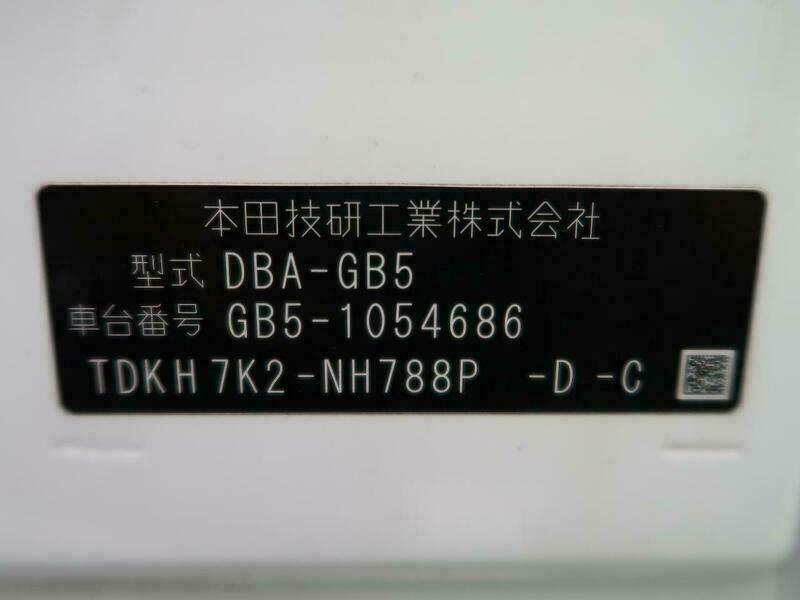 本田技研工業株式会社
型式 DBA-GB5
車台番号 GB5-1054686
TDKH7K2-NH788P -D-C